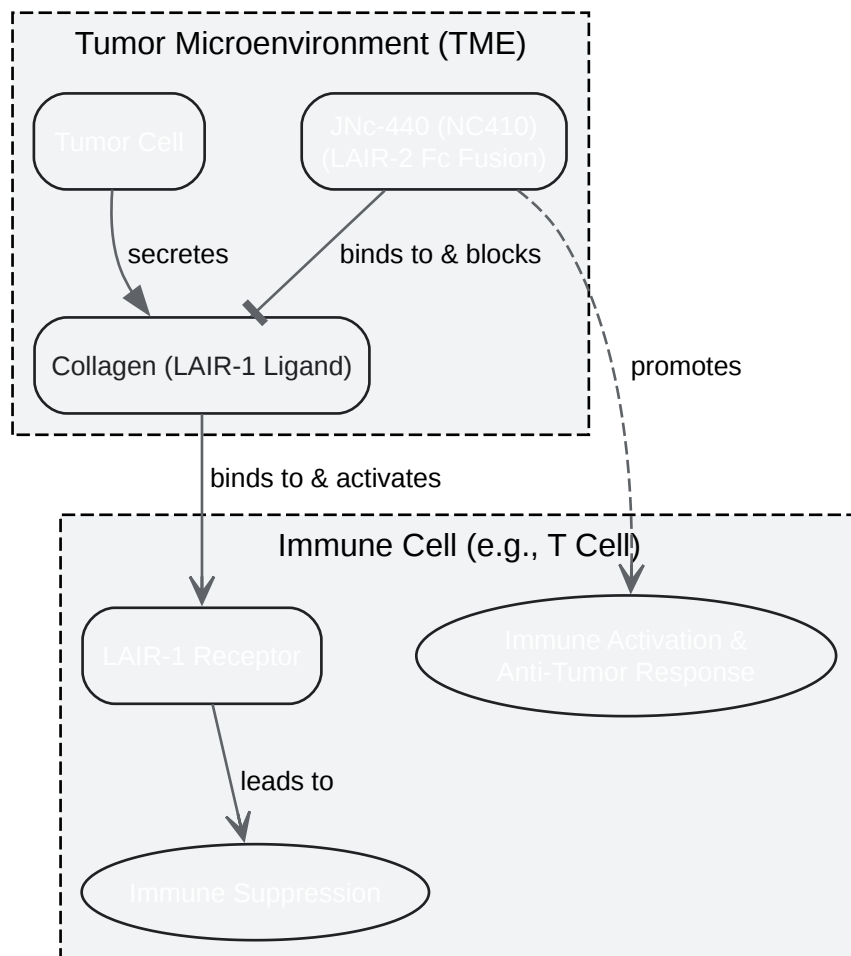 Tumor Microenvironment (TME)
Tumor Cell
JNc-440 (NC410)
(LAIR-2 Fc Fusion)
secretes
binds to & blocks
Collagen (LAIR-1 Ligand)
promotes
binds to & activates
Immune Cell (e.g., T Cell)
LAIR-1 Receptor
Immune Activation &
Anti-Tumor Response
leads to
Immune Suppression